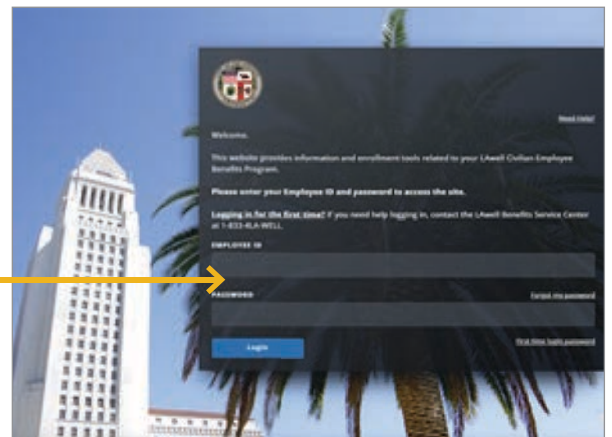 Need Help?
Welcome.
This website provides information and enrollment tools related to your LAwell Civilian Employee
Benefits Program.
Please enter your Employee ID and password to access the site.
Logging in for the first time? If you need help logging in, contact the LAwell Benefits Service Center
at 1-833-4LA-WELL.
EMPLOYEE ID
PASSWORD
Forgot my password
Login
First time login password